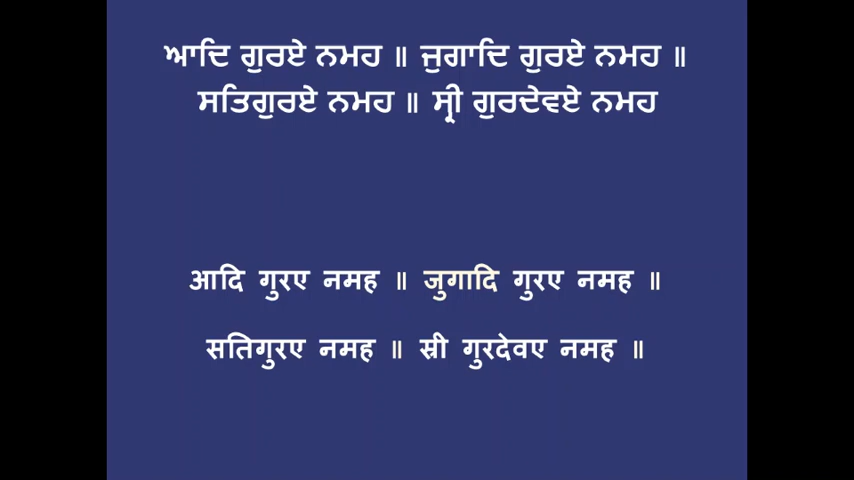 ਆਦਿ ਗੁਰਏ ਨਮਹ ॥ ਜੁਗਾਦਿ ਗੁਰਏ ਨਮਹ ॥
ਸਤਿਗੁਰਏ ਨਮਹ ॥ ਸ੍ਰੀ ਗੁਰਦੇਵਏ ਨਮਹ
आदि गुरए नमह ॥ जुगादि गुरए नमह ॥
सतिगुरए नमह ॥ स्री गुरदेवए नमह ॥